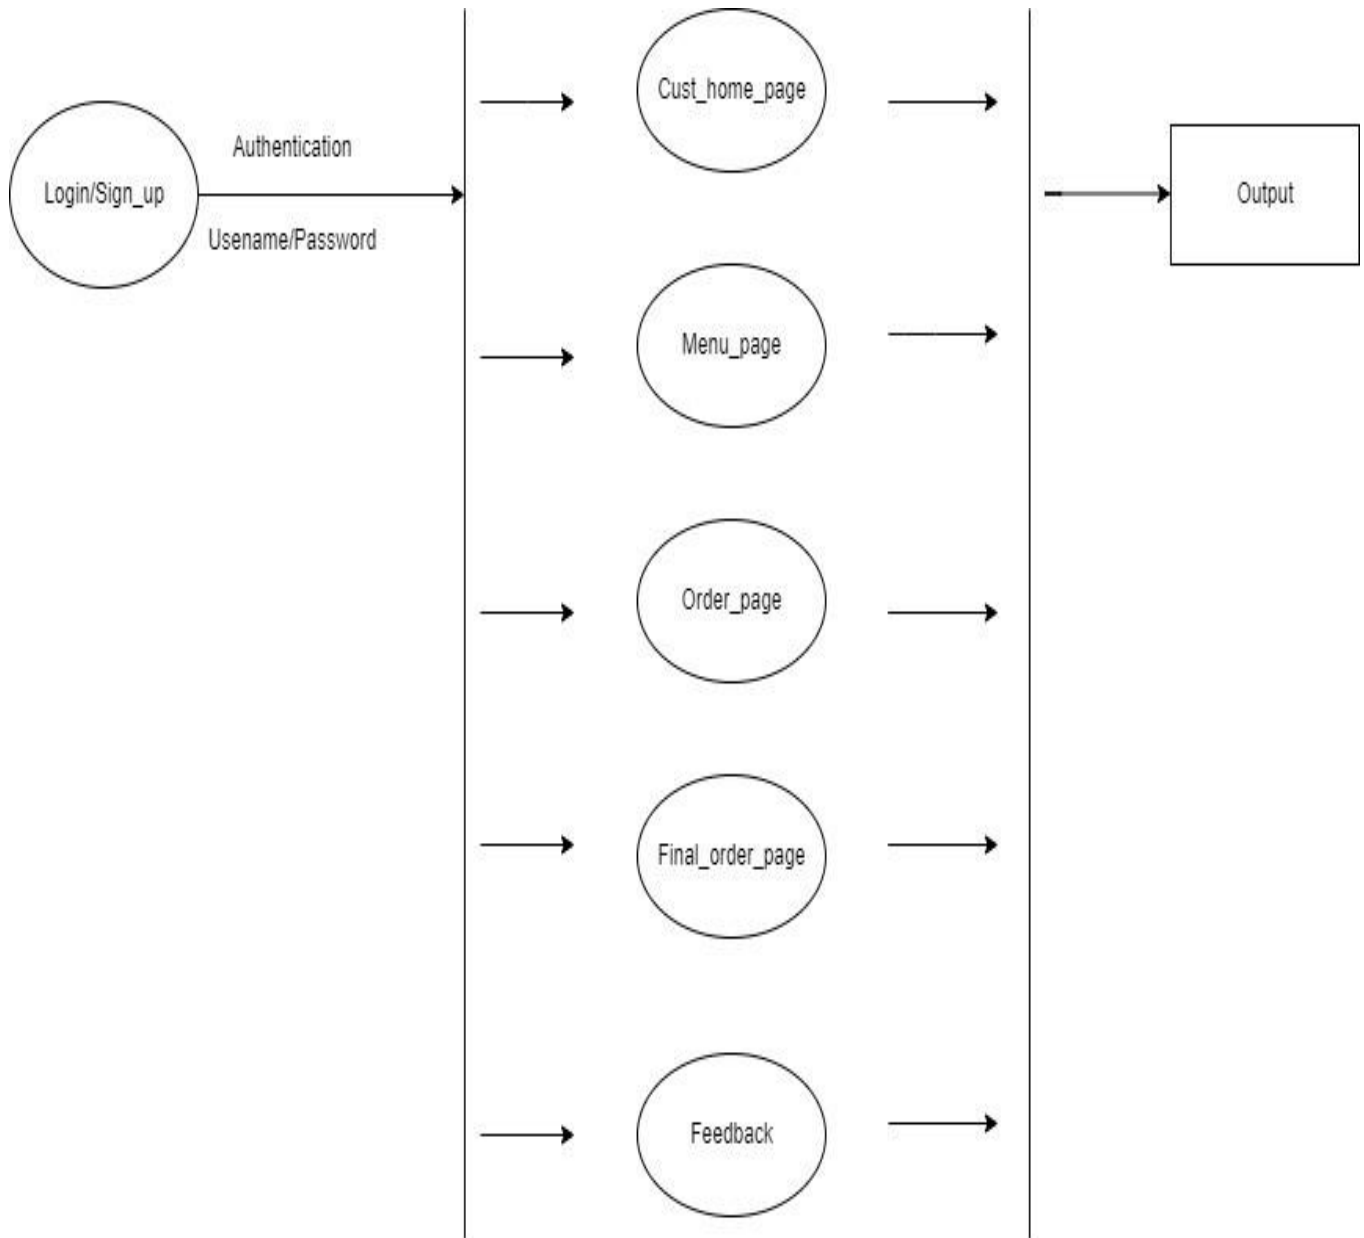 Cust_home_page
Authentication
Login/Sign_up
Output
Usename/Password
Menu_page
Order_page
Final_order_page
Feedback